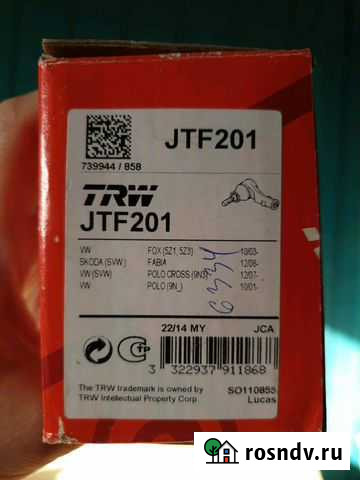 JTF201
739944 / 858
TRW
JTF201
VW FOX (5Z1, 5Z3) 10/03-
SKODA (SVW) FABIA 12/06-
VW (SVW) POLO CROSS (9N3) 12/07-
VW POLO (9N_) 10/01-
6334
22/14 MY JCA
3 322937 911868
The TRW trademark is owned by
TRW Intellectual Property Corp
SO110855
Lucas
rosndv.ru